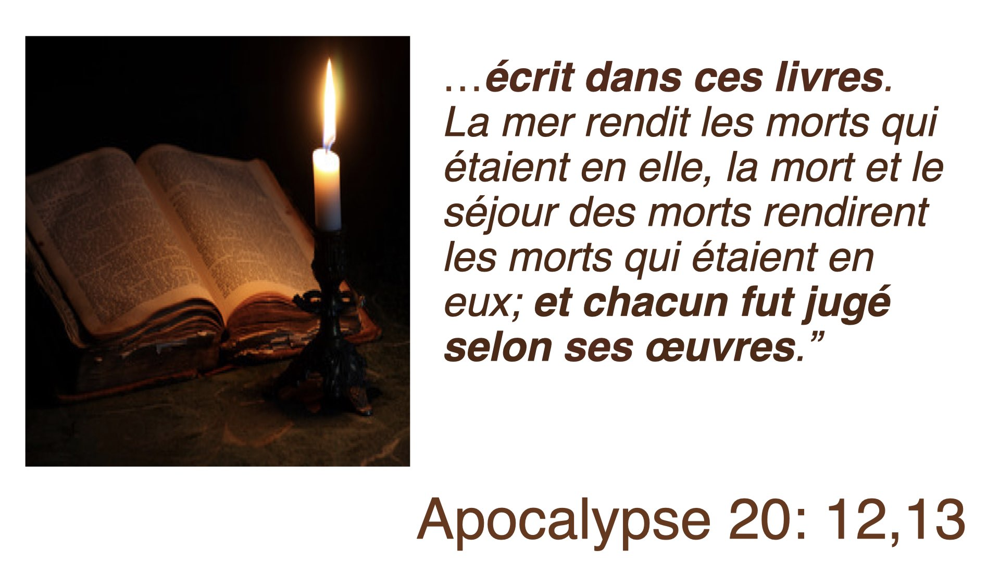 …écrit dans ces livres.
La mer rendit les morts qui
étaient en elle, la mort et le
séjour des morts rendirent
les morts qui étaient en
eux; et chacun fut jugé
selon ses œuvres.”
Apocalypse 20: 12,13